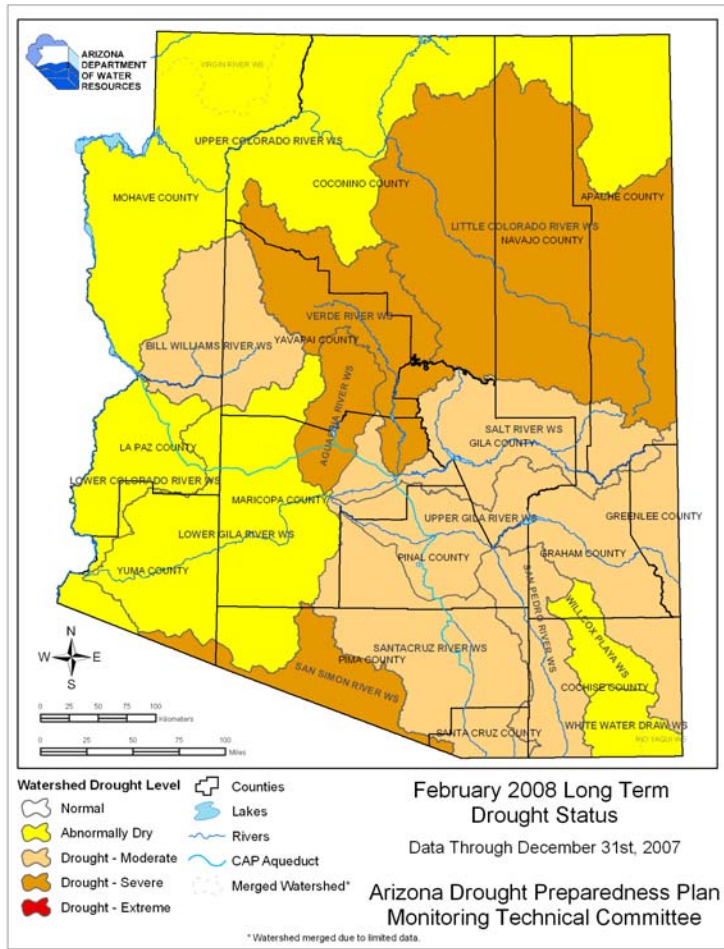 ARIZONA
DEPARTMENT
OF WATER
RESOURCES
VIRGIN RIVER WS
UPPER COLORADO RIVER WS
COCONINO COUNTY
MOHAVE COUNTY
APACHE COUNTY
LITTLE COLORADO RIVER WS
NAVAJO COUNTY
VERDE RIVER WS
YAVAPAI COUNTY
BILL WILLIAMS RIVER WS
AGUA FRIA RIVER WS
SALT RIVER WS
GILA COUNTY
LA PAZ COUNTY
LOWER COLORADO RIVER WS
MARICOPA COUNTY
UPPER GILA RIVER WS
GREENLEE COUNTY
LOWER GILA RIVER WS
PINAL COUNTY
GRAHAM COUNTY
YUMA COUNTY
SAN PEDRO RIVER WS
WILLCOX PLAYA WS
SANTACRUZ RIVER WS
PIMA COUNTY
SAN SIMON RIVER WS
COCHISE COUNTY
WHITE WATER DRAW WS
SANTA CRUZ COUNTY
RIO YAQUI WS
N
W E
S
0 25 50 75 100
Kilometers
0 25 50 75 100
Miles
Watershed Drought Level
Normal
Abnormally Dry
Drought - Moderate
Drought - Severe
Drought - Extreme
Counties
Lakes
Rivers
CAP Aqueduct
Merged Watershed*
* Watershed merged due to limited data.
February 2008 Long Term
Drought Status
Data Through December 31st, 2007
Arizona Drought Preparedness Plan
Monitoring Technical Committee